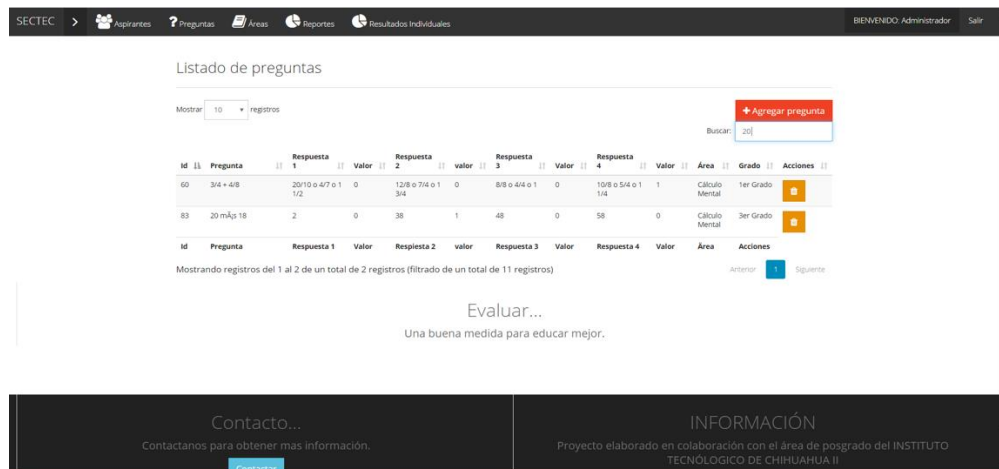 SECTEC > Aspirantes ? Preguntas Áreas Reportes Resultados Individuales BIENVENIDO: Administrador Salir
Listado de preguntas
Mostrar 10 registros
+ Agregar pregunta
Buscar: 20
Id Pregunta Respuesta 1 Valor Respuesta 2 valor Respuesta 3 Valor Respuesta 4 Valor Área Grado Acciones
60 3/4 + 4/8 20/10 o 4/7 o 1 1/2 0 12/8 o 7/4 o 1 3/4 0 8/8 o 4/4 o 1 0 10/8 o 5/4 o 1 1/4 1 Cálculo Mental 1er Grado
83 20 mÃ¡s 18 2 0 38 1 48 0 58 0 Cálculo Mental 3er Grado
Id Pregunta Respuesta 1 Valor Respiesta 2 valor Respuesta 3 Valor Respuesta 4 Valor Área Acciones
Mostrando registros del 1 al 2 de un total de 2 registros (filtrado de un total de 11 registros)
Anterior 1 Siguiente
Evaluar...
Una buena medida para educar mejor.
Contacto...
Contactanos para obtener mas información.
Contactar
INFORMACIÓN
Proyecto elaborado en colaboración con el área de posgrado del INSTITUTO
TECNÓLOGICO DE CHIHUAHUA II